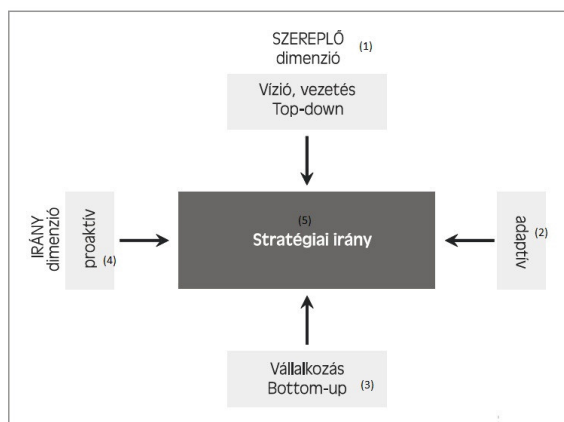 SZEREPLŐ (1)
dimenzió
Vízió, vezetés
Top-down
IRÁNY
dimenzió
proaktív
(4)
(5)
Stratégiai irány
adaptív
(2)
Vállalkozás
Bottom-up (3)